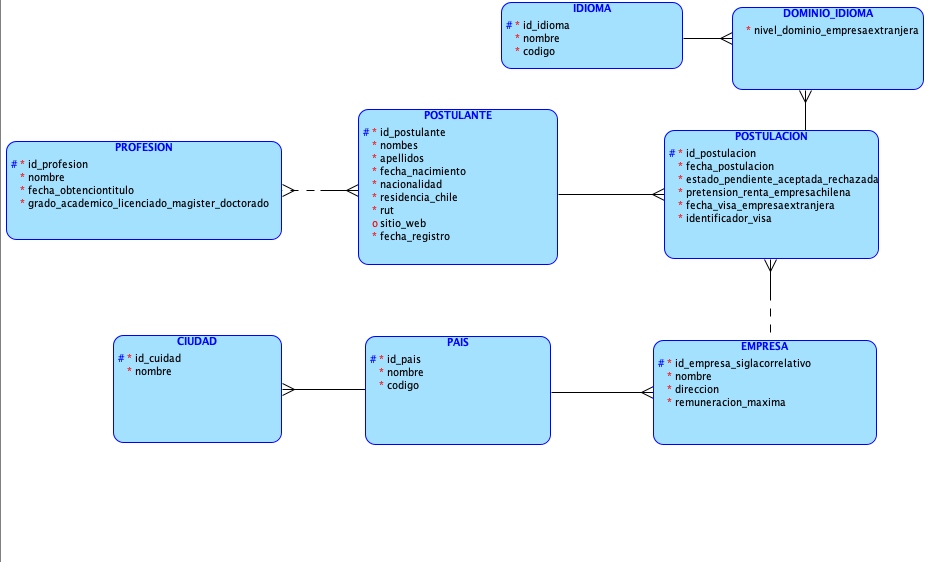 IDIOMA
# * id_idioma
* nombre
* codigo
DOMINIO_IDIOMA
* nivel_dominio_empresaextranjera
POSTULANTE
# * id_postulante
* nombes
* apellidos
* fecha_nacimiento
* nacionalidad
* residencia_chile
* rut
o sitio_web
* fecha_registro
PROFESION
# * id_profesion
* nombre
* fecha_obtenciontitulo
* grado_academico_licenciado_magister_doctorado
POSTULACION
# * id_postulacion
* fecha_postulacion
* estado_pendiente_aceptada_rechazada
* pretension_renta_empresachilena
* fecha_visa_empresaextranjera
* identificador_visa
CIUDAD
# * id_cuidad
* nombre
PAIS
# * id_pais
* nombre
* codigo
EMPRESA
# * id_empresa_siglacorrelativo
* nombre
* direccion
* remuneracion_maxima